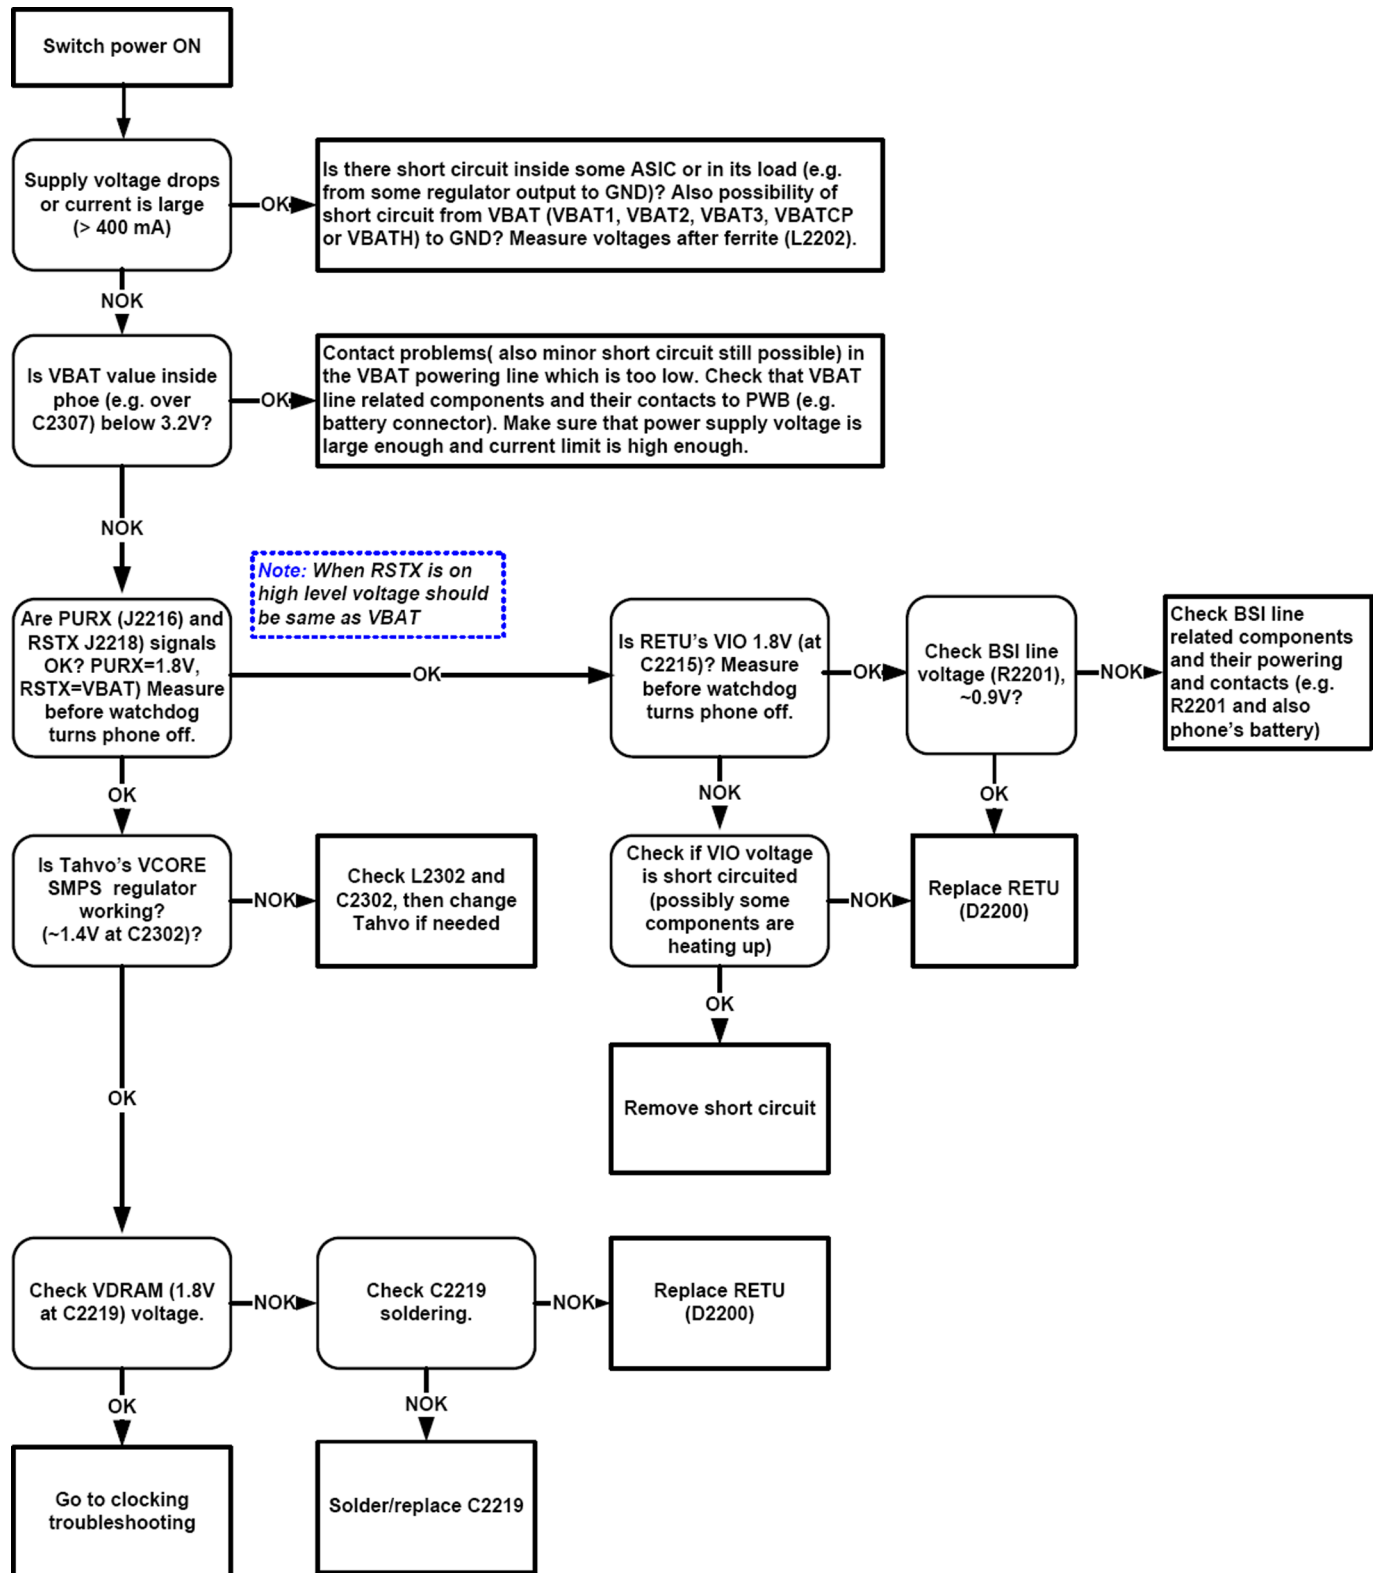 Switch power ON
Supply voltage drops
or current is large
(> 400 mA)
OK
Is there short circuit inside some ASIC or in its load (e.g.
from some regulator output to GND)? Also possibility of
short circuit from VBAT (VBAT1, VBAT2, VBAT3, VBATCP
or VBATH) to GND? Measure voltages after ferrite (L2202).
NOK
Is VBAT value inside
phoe (e.g. over
C2307) below 3.2V?
OK
Contact problems( also minor short circuit still possible) in
the VBAT powering line which is too low. Check that VBAT
line related components and their contacts to PWB (e.g.
battery connector). Make sure that power supply voltage is
large enough and current limit is high enough.
NOK
Note: When RSTX is on
high level voltage should
be same as VBAT
Are PURX (J2216) and
RSTX J2218) signals
OK? PURX=1.8V,
RSTX=VBAT) Measure
before watchdog
turns phone off.
OK
Is RETU's VIO 1.8V (at
C2215)? Measure
before watchdog
turns phone off.
OK
Check BSI line
voltage (R2201),
~0.9V?
NOK
Check BSI line
related components
and their powering
and contacts (e.g.
R2201 and also
phone's battery)
OK
NOK
OK
Is Tahvo's VCORE
SMPS regulator
working?
(~1.4V at C2302)?
NOK
Check L2302 and
C2302, then change
Tahvo if needed
Check if VIO voltage
is short circuited
(possibly some
components are
heating up)
NOK
Replace RETU
(D2200)
OK
OK
Remove short circuit
Check VDRAM (1.8V
at C2219) voltage.
NOK
Check C2219
soldering.
NOK
Replace RETU
(D2200)
OK
NOK
Go to clocking
troubleshooting
Solder/replace C2219